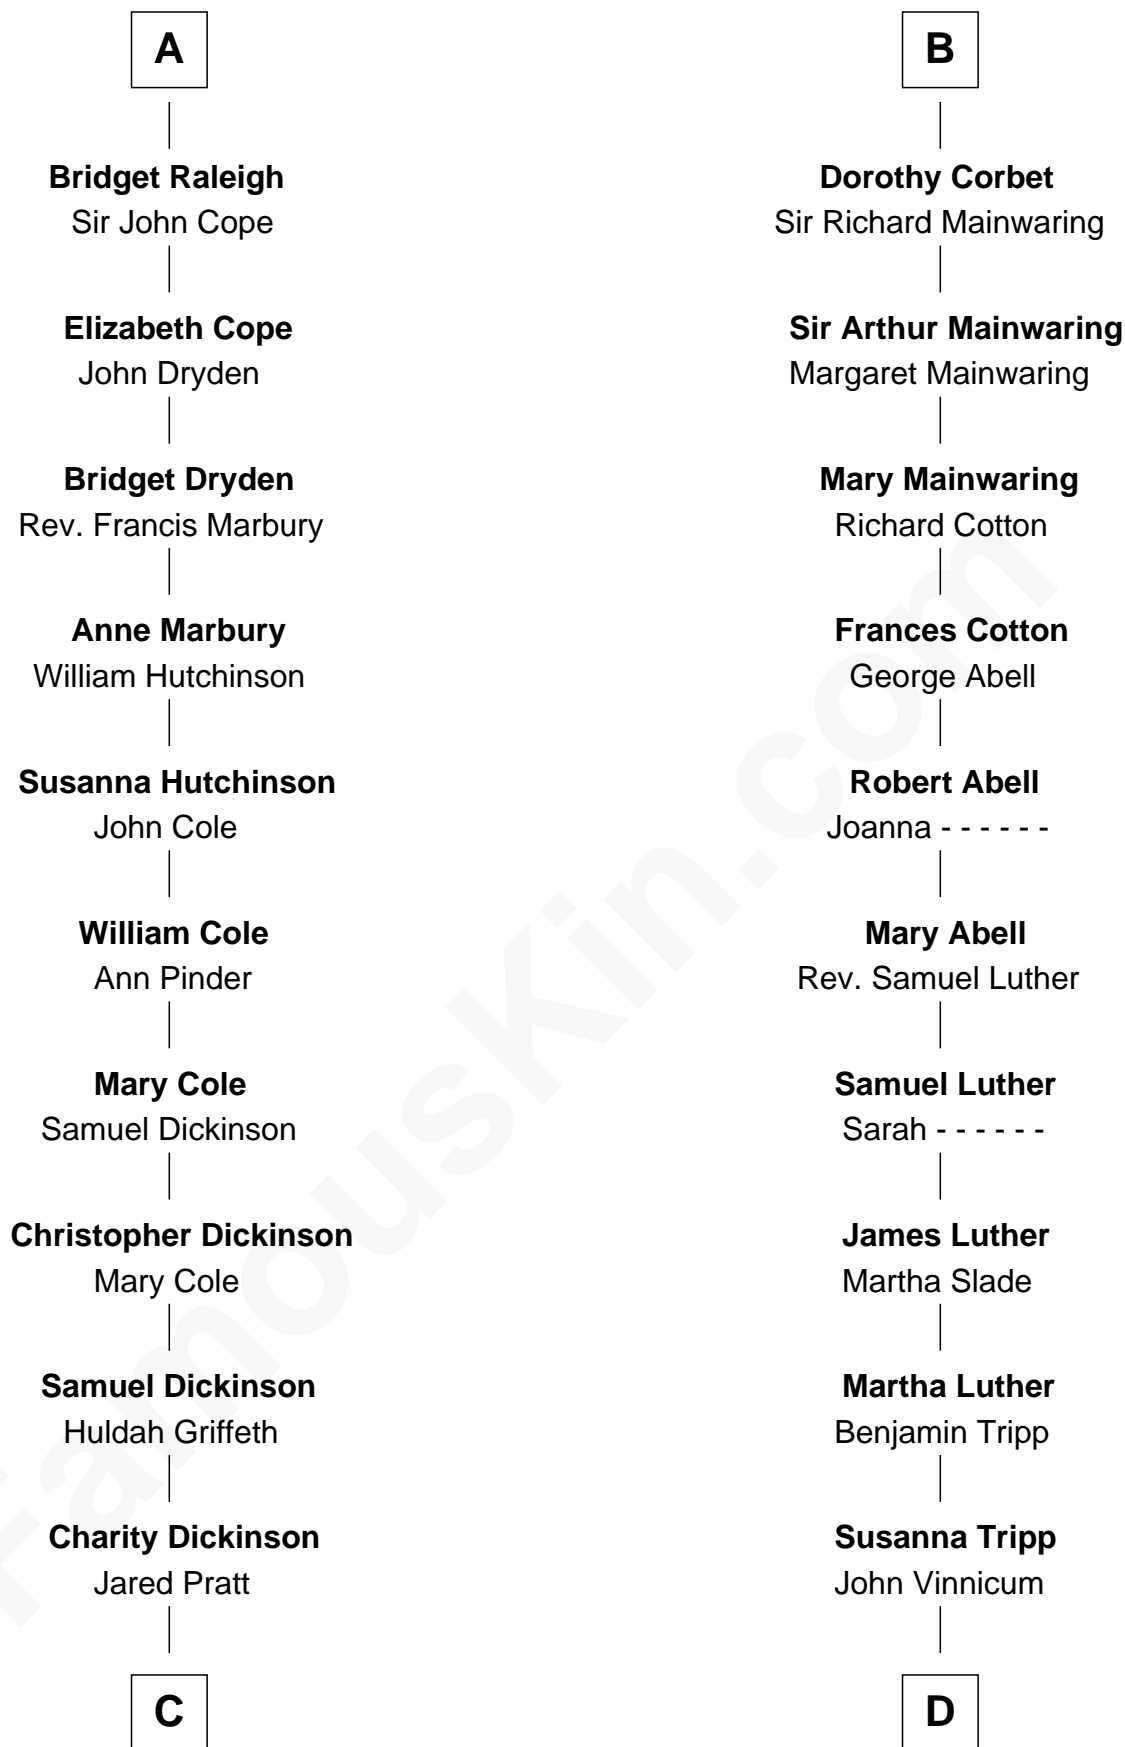 A
Bridget Raleigh
Sir John Cope
Elizabeth Cope
John Dryden
Bridget Dryden
Rev. Francis Marbury
Anne Marbury
William Hutchinson
Susanna Hutchinson
John Cole
William Cole
Ann Pinder
Mary Cole
Samuel Dickinson
Christopher Dickinson
Mary Cole
Samuel Dickinson
Huldah Griffeth
Charity Dickinson
Jared Pratt
C
B
Dorothy Corbet
Sir Richard Mainwaring
Sir Arthur Mainwaring
Margaret Mainwaring
Mary Mainwaring
Richard Cotton
Frances Cotton
George Abell
Robert Abell
Joanna - - - - - -
Mary Abell
Rev. Samuel Luther
Samuel Luther
Sarah - - - - - -
James Luther
Martha Slade
Martha Luther
Benjamin Tripp
Susanna Tripp
John Vinnicum
D
FamousKin.com